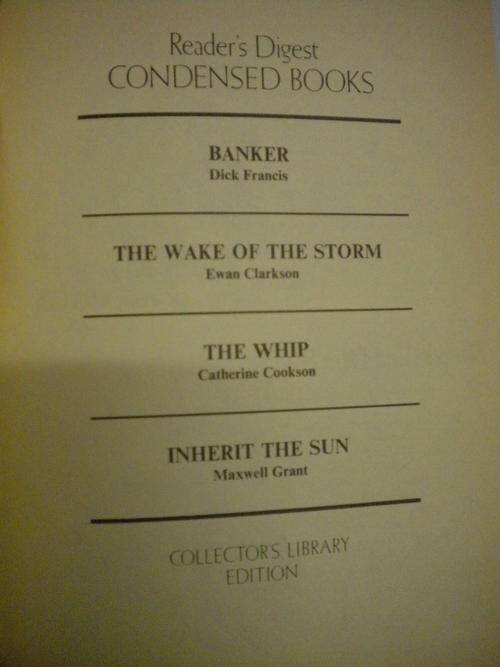 Reader's Digest
CONDENSED BOOKS
BANKER
Dick Francis
THE WAKE OF THE STORM
Ewan Clarkson
THE WHIP
Catherine Cookson
INHERIT THE SUN
Maxwell Grant
COLLECTOR'S LIBRARY
EDITION